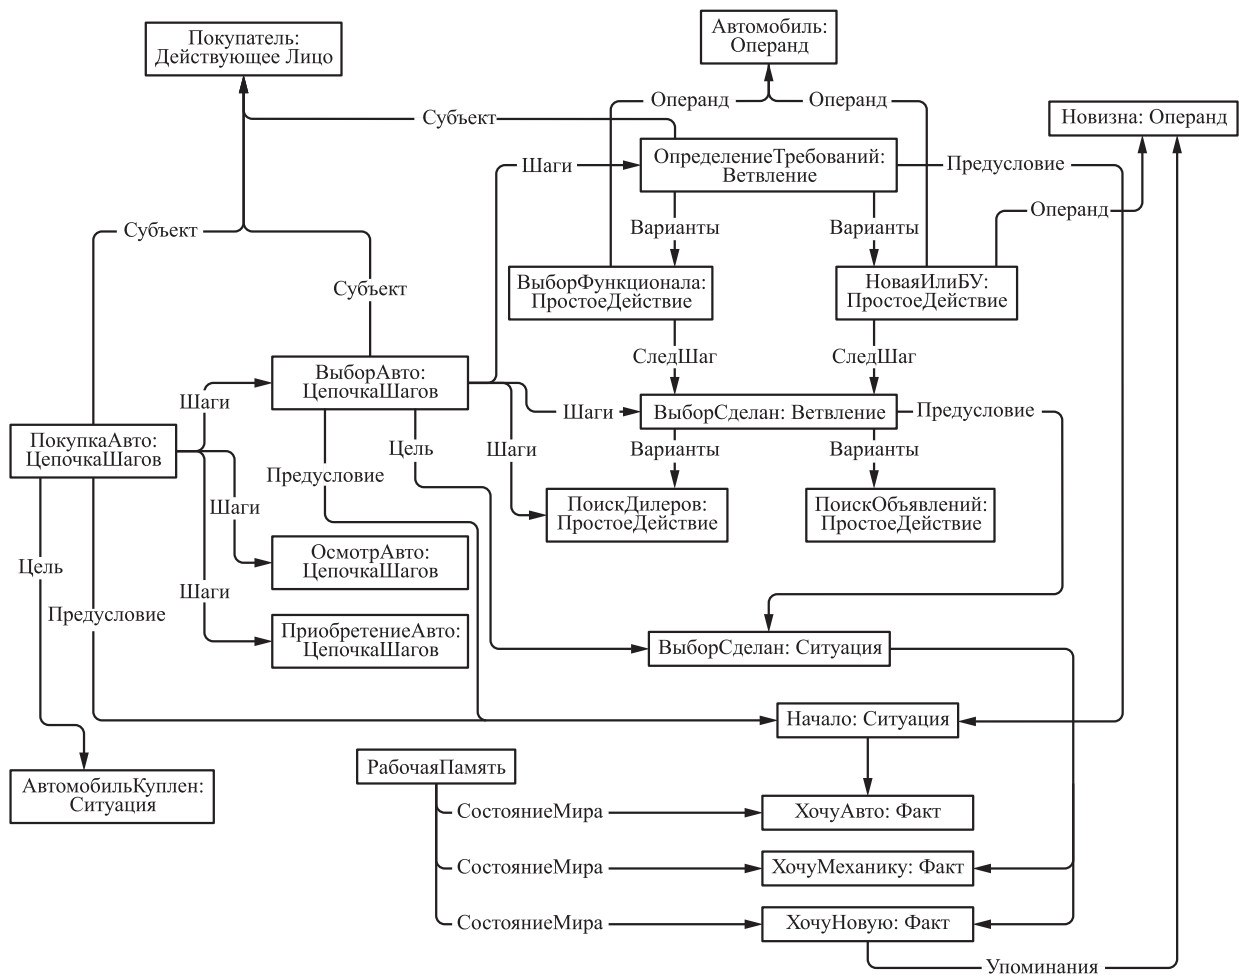 Покупатель:
Действующее Лицо
Автомобиль:
Операнд
Операнд
Операнд
Новизна: Операнд
Субъект
ОпределениеТребований:
Ветвление
Шаги
Предусловие
Операнд
Субъект
Варианты
Варианты
Субъект
ВыборФункционала:
ПростоеДействие
НоваяИлиБУ:
ПростоеДействие
СледШаг
СледШаг
ВыборАвто:
ЦепочкаШагов
Шаги
Шаги
ВыборСделан: Ветвление
Предусловие
ПокупкаАвто:
ЦепочкаШагов
Цель
Шаги
Варианты
Варианты
Предусловие
Шаги
ПоискДилеров:
ПростоеДействие
ПоискОбъявлений:
ПростоеДействие
Цель
ОсмотрАвто:
ЦепочкаШагов
Шаги
Предусловие
ПриобретениеАвто:
ЦепочкаШагов
ВыборСделан: Ситуация
Начало: Ситуация
РабочаяПамять
АвтомобильКуплен:
Ситуация
СостояниеМира
ХочуАвто: Факт
СостояниеМира
ХочуМеханику: Факт
СостояниеМира
ХочуНовую: Факт
Упоминания